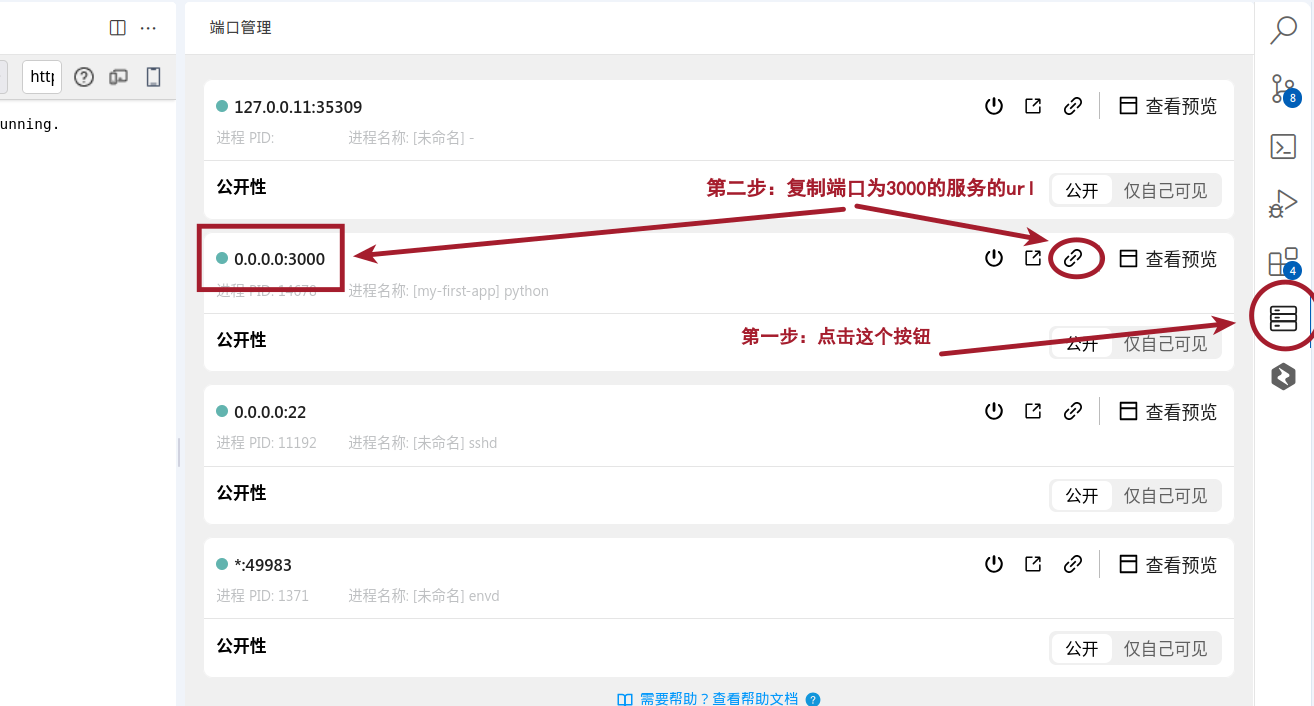 端口管理
http
unning.
127.0.0.11:35309
查看预览
进程 PID: 进程名称: [未命名] -
公开性
公开 仅自己可见
第二步：复制端口为3000的服务的url
0.0.0.0:3000
查看预览
进程 PID: 14678 进程名称: [my-first-app] python
第一步：点击这个按钮
公开性
公开 仅自己可见
0.0.0.0:22
查看预览
进程 PID: 11192 进程名称: [未命名] sshd
公开性
公开 仅自己可见
*:49983
查看预览
进程 PID: 1371 进程名称: [未命名] envd
公开性
公开 仅自己可见
需要帮助？查看帮助文档
8
4